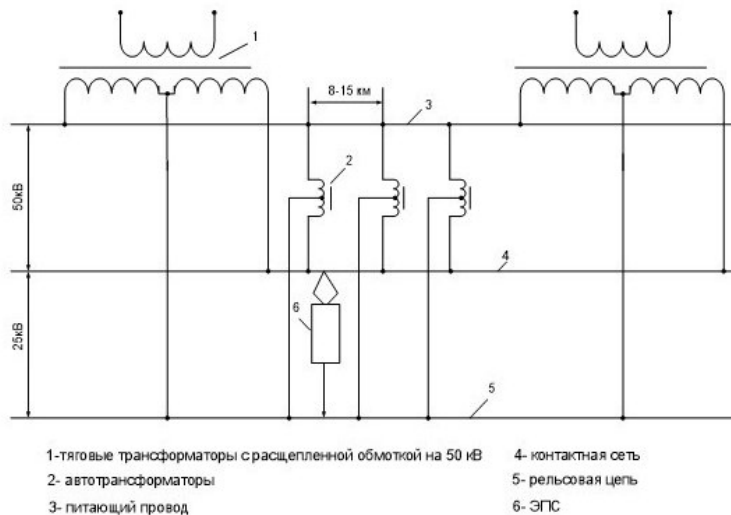 1
8-15 км
3
2
50кВ
4
6
25кВ
5
1-тяговые трансформаторы с расщепленной обмоткой на 50 кВ
2- автотрансформаторы
3- питающий провод
4- контактная сеть
5- рельсовая цепь
6- ЭПС